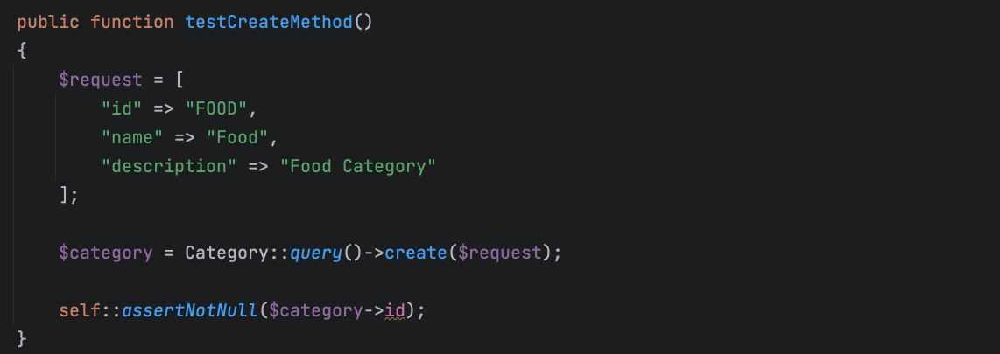 public function testCreateMethod()
{
    $request = [
        "id" => "FOOD",
        "name" => "Food",
        "description" => "Food Category"
    ];

    $category = Category::query()->create($request);

    self::assertNotNull($category->id);
}